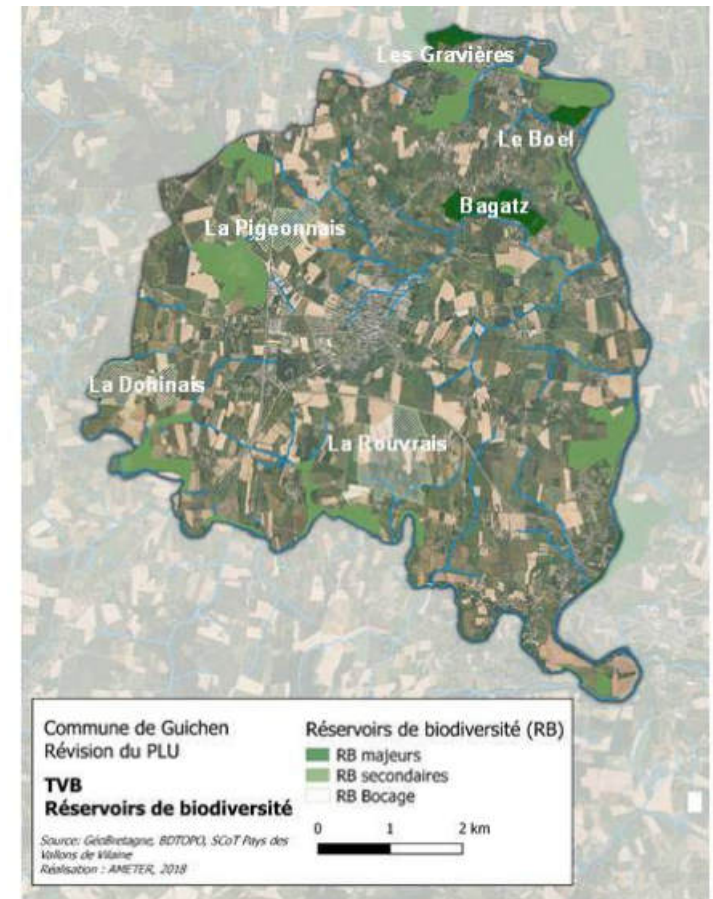 Les Gravières
Le Boel
Bagatz
La Pigeonnais
La Dohinais
La Rouvrais
Commune de Guichen
Révision du PLU
TVB
Réservoirs de biodiversité
Source: GéoBretagne, BDTOPO, SCoT Pays des
Vallons de Vilaine
Réalisation : AMETER, 2018
Réservoirs de biodiversité (RB)
RB majeurs
RB secondaires
RB Bocage
0 1 2 km